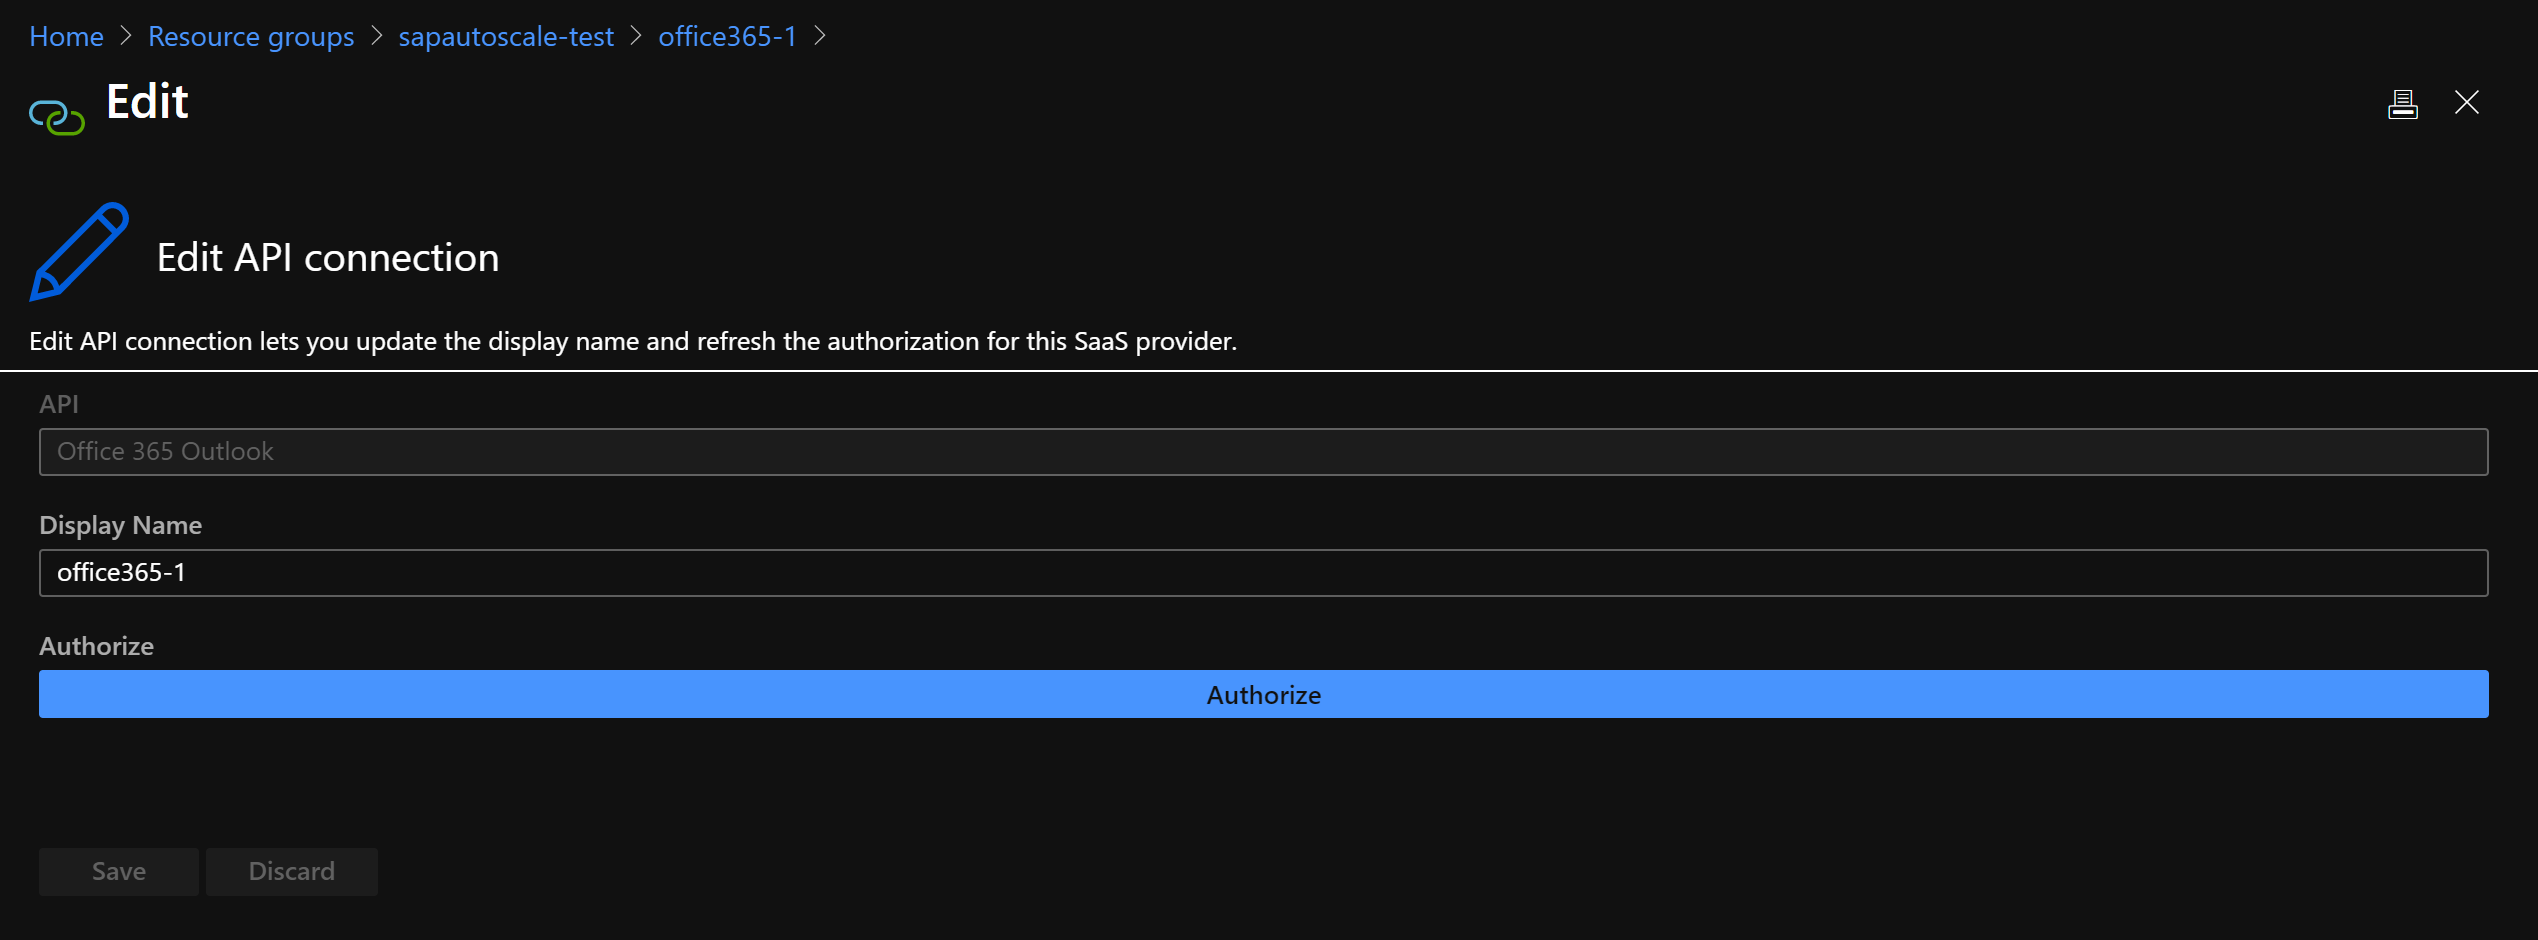 Home > Resource groups > sapautoscale-test > office365-1 >
Edit
Edit API connection
Edit API connection lets you update the display name and refresh the authorization for this SaaS provider.
API
Office 365 Outlook
Display Name
office365-1
Authorize
Authorize
Save Discard